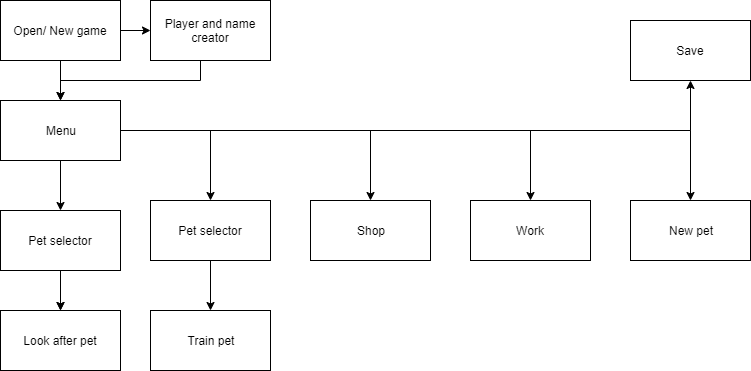 Open/ New game
Player and name
creator
Save
Menu
Pet selector
Pet selector
Shop
Work
New pet
Look after pet
Train pet